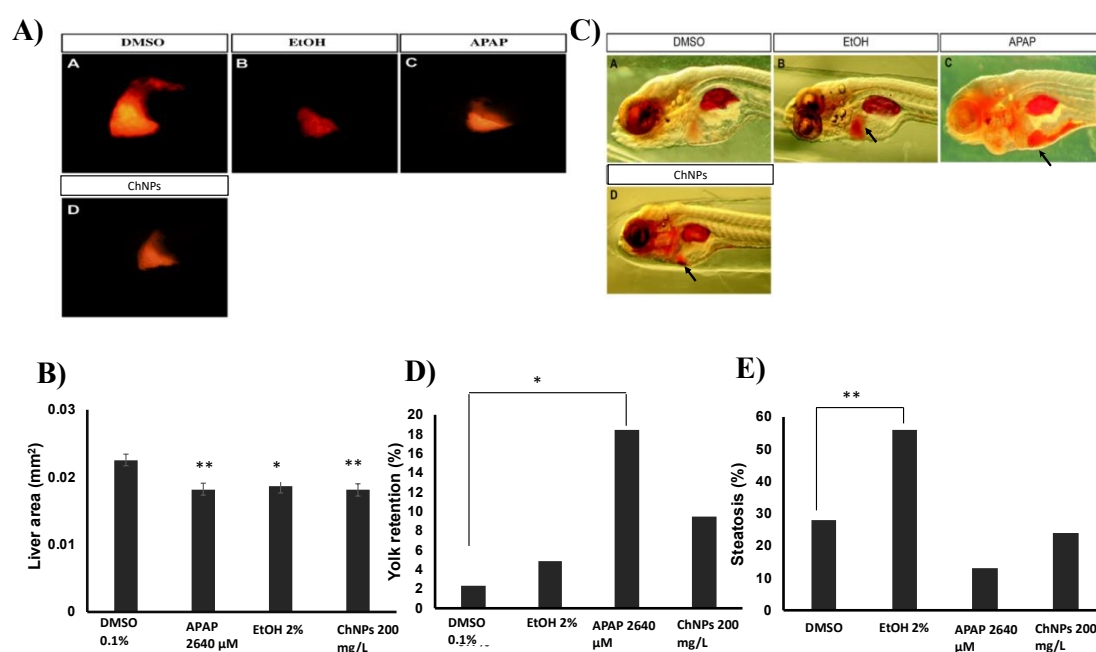 A)
DMSO EtOH APAP
A B C
ChNPs
D
C)
DMSO EtOH APAP
A B C
ChNPs
D
B)
0.03
0.02
0.01
0
Liver area (mm²)
** * **
DMSO 0.1%
APAP 2640 µM
EtOH 2%
ChNPs 200 mg/L
D)
*
20
18
16
14
12
10
8
6
4
2
0
Yolk retention (%)
DMSO 0.1%
EtOH 2%
APAP 2640 µM
ChNPs 200 mg/L
E)
**
60
50
40
30
20
10
0
Steatosis (%)
DMSO
EtOH 2%
APAP 2640 µM
ChNPs 200 mg/L